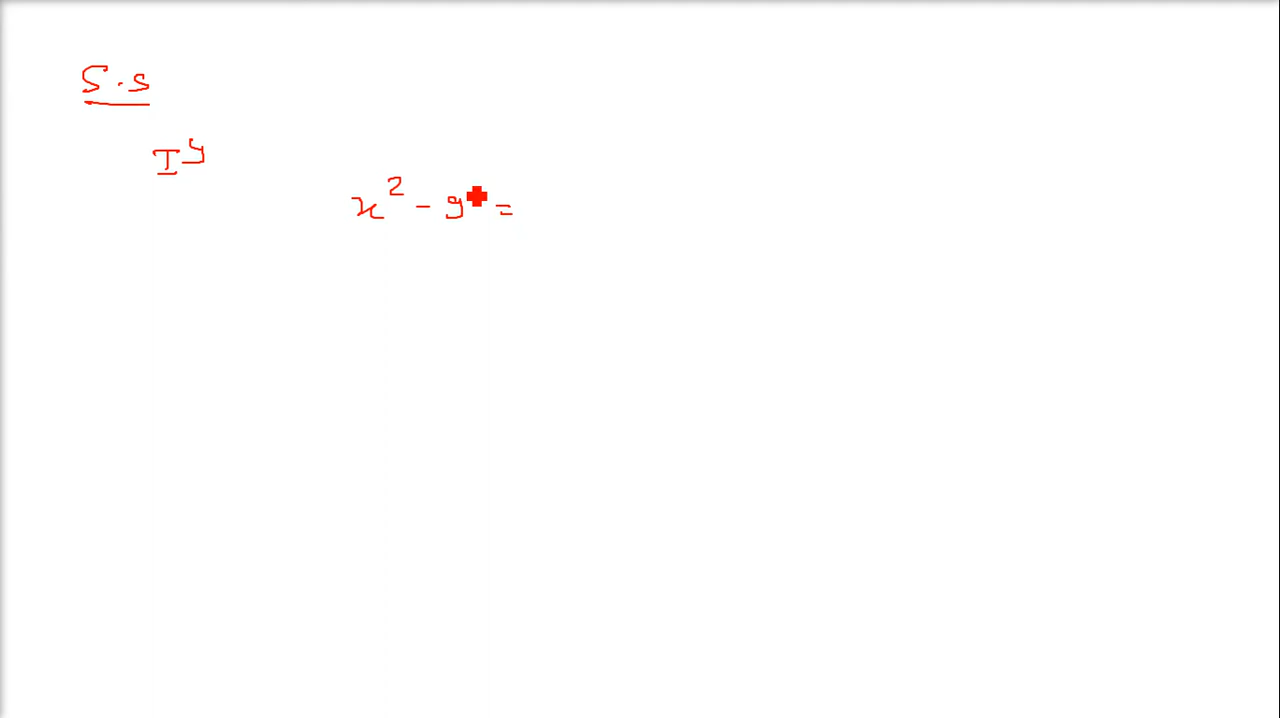 S.S
I^y
x^2 - y =